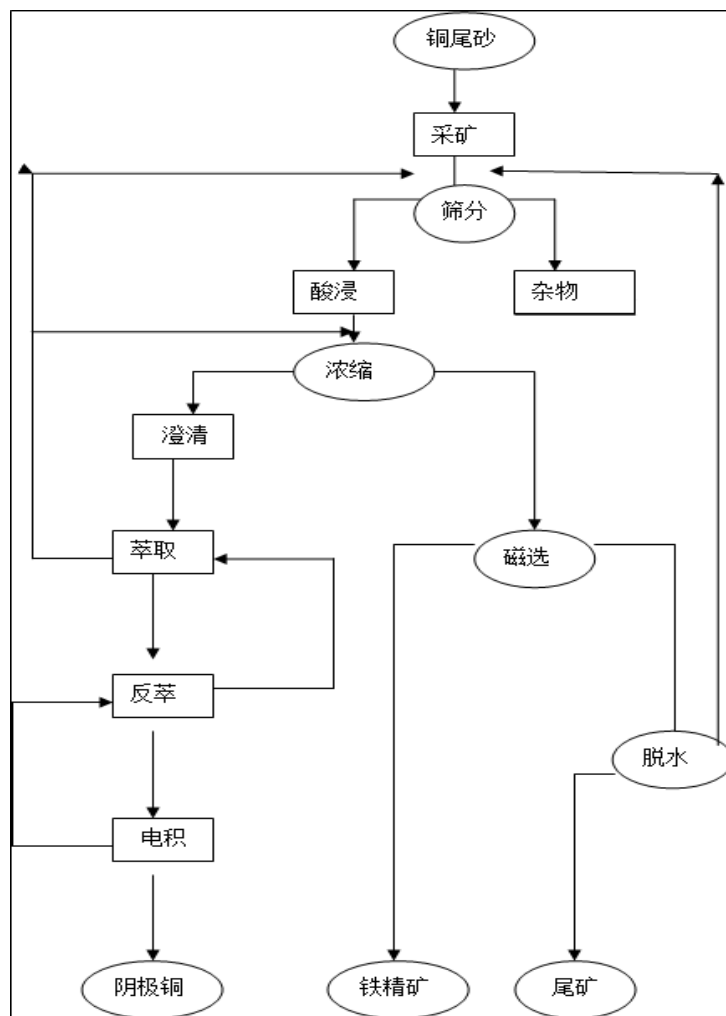 铜尾砂
采矿
筛分
酸浸
杂物
浓缩
澄清
萃取
磁选
反萃
脱水
电积
阴极铜
铁精矿
尾矿